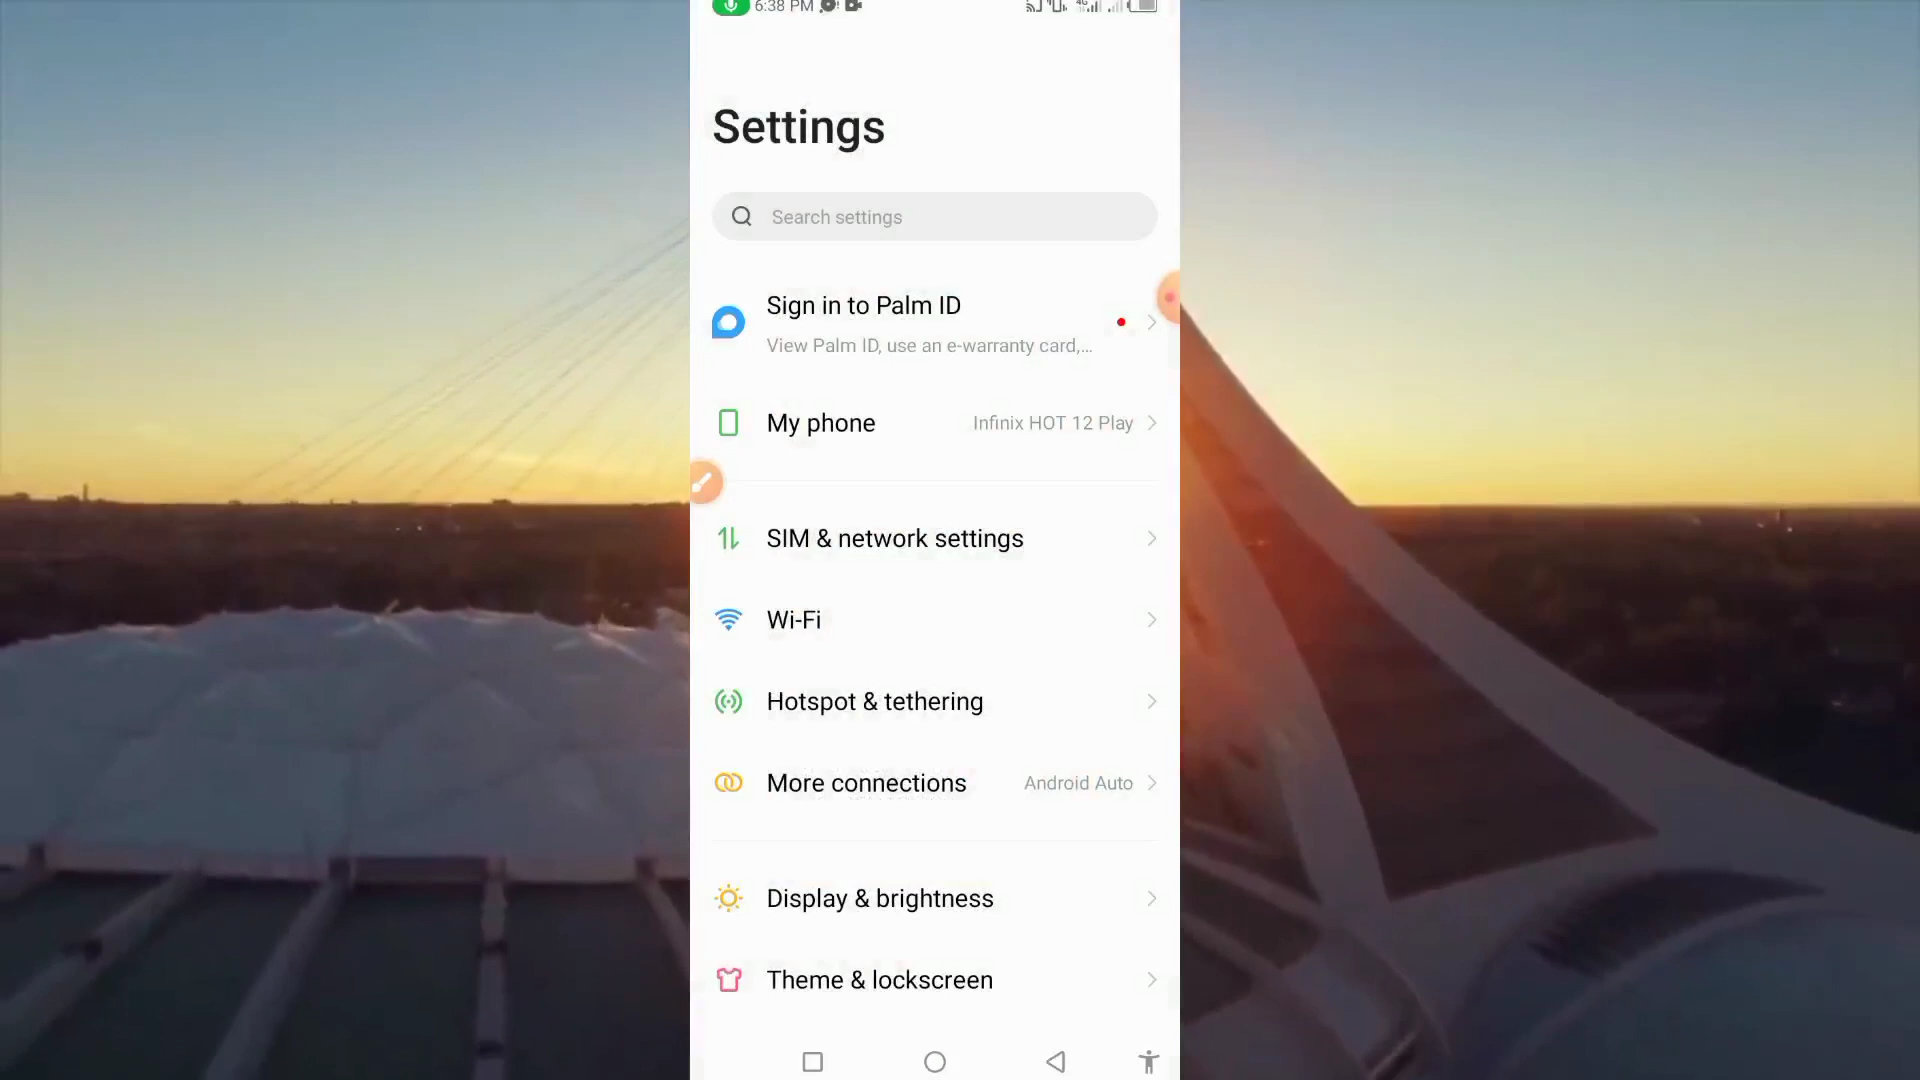 6:38 PM
Settings
Search settings
Sign in to Palm ID
View Palm ID, use an e-warranty card,...
My phone Infinix HOT 12 Play
SIM & network settings
Wi-Fi
Hotspot & tethering
More connections Android Auto
Display & brightness
Theme & lockscreen